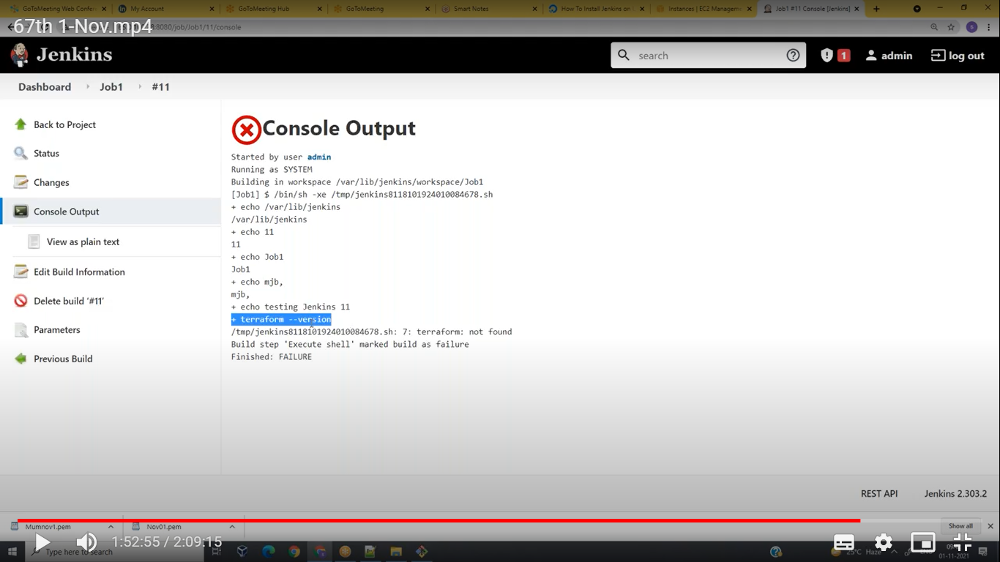 GoToMeeting Web Confer
My Account
GoToMeeting Hub
GoToMeeting
Smart Notes
How To Install Jenkins on
Instances | EC2 Managem
Job1 #11 Console [Jenkins]
67th 1-Nov.mp4
:8080/job/Job1/11/console
Jenkins
search
1
admin
log out
Dashboard
Job1
#11
Back to Project
Status
Changes
Console Output
View as plain text
Edit Build Information
Delete build ‘#11’
Parameters
Previous Build
Console Output
Started by user admin
Running as SYSTEM
Building in workspace /var/lib/jenkins/workspace/Job1
[Job1] $ /bin/sh -xe /tmp/jenkins8118101924010084678.sh
+ echo /var/lib/jenkins
/var/lib/jenkins
+ echo 11
11
+ echo Job1
Job1
+ echo mjb,
mjb,
+ echo testing Jenkins 11
+ terraform --version
/tmp/jenkins8118101924010084678.sh: 7: terraform: not found
Build step 'Execute shell' marked build as failure
Finished: FAILURE
REST API
Jenkins 2.303.2
Mumnov1.pem
Nov01.pem
Show all
1:52:55 / 2:09:15
Type here to search
25°C Haze
01-11-2021